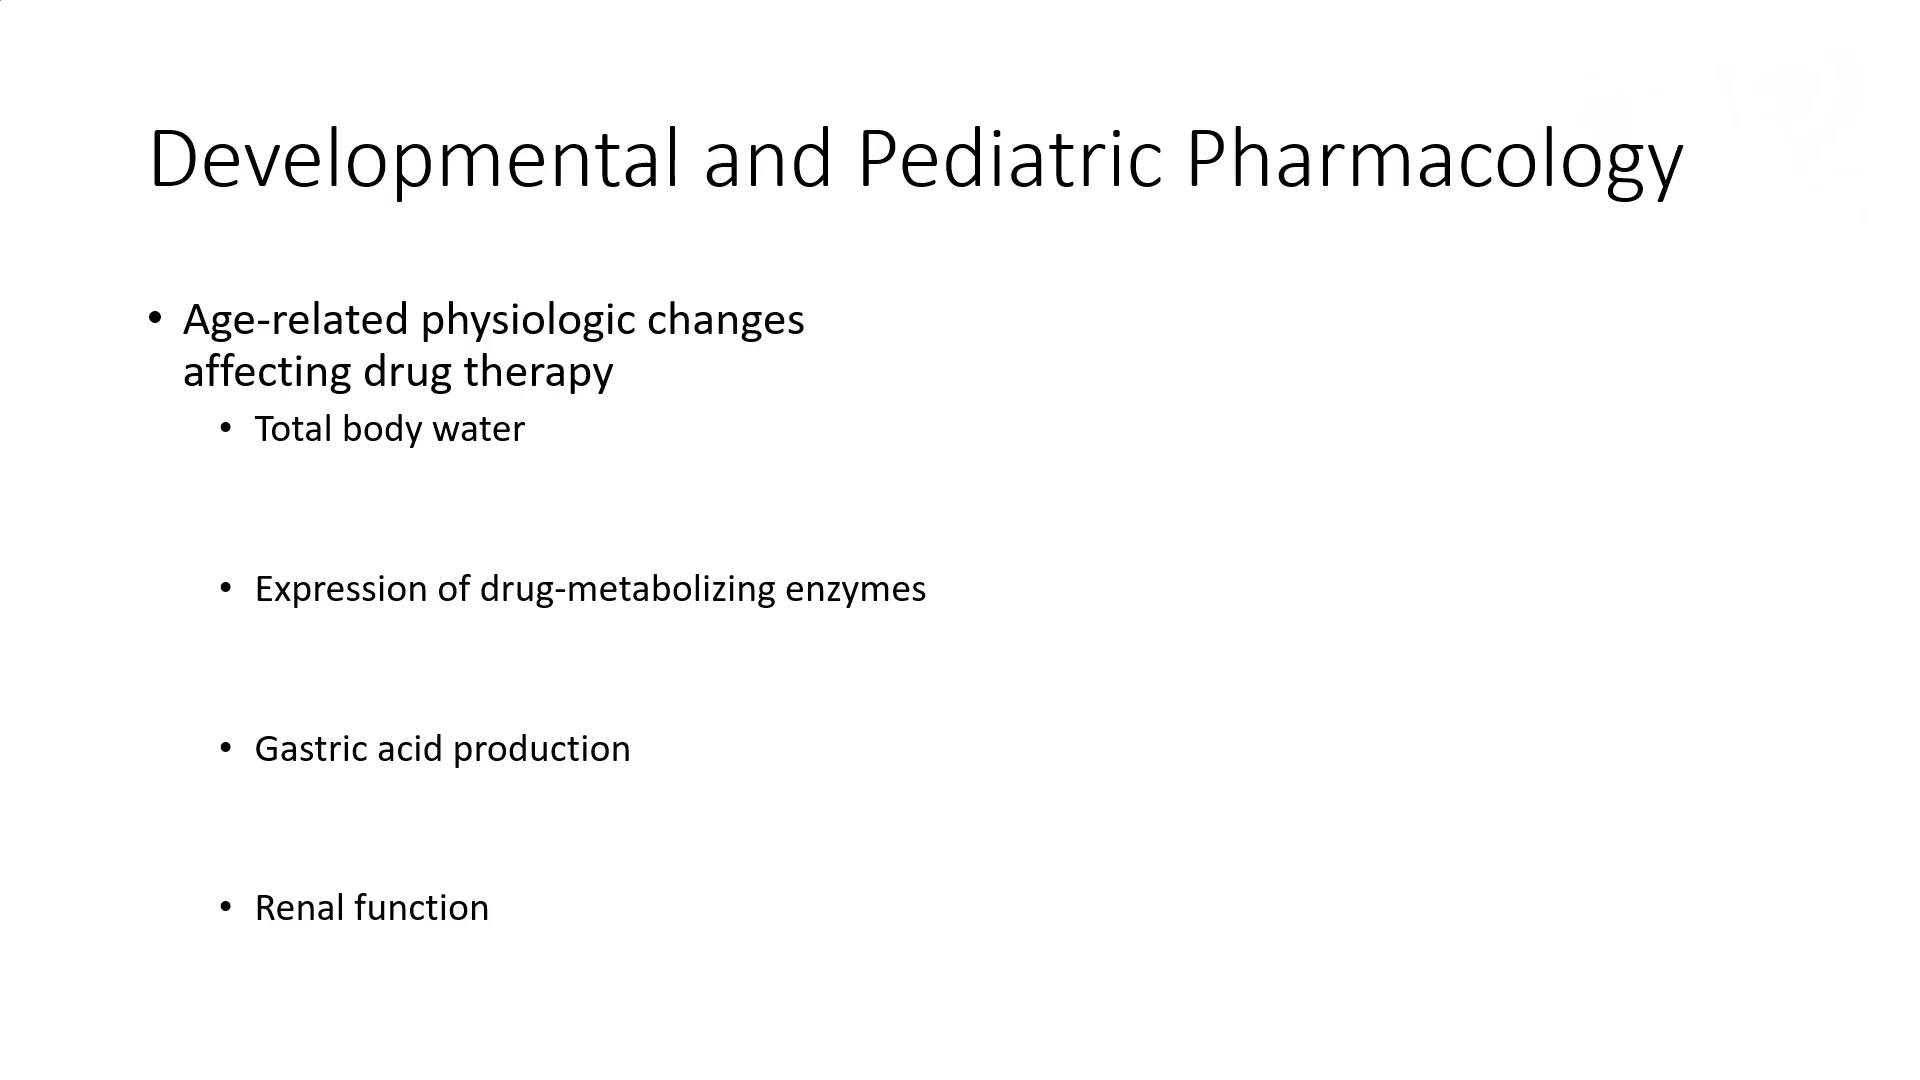 Developmental and Pediatric Pharmacology
• Age-related physiologic changes
affecting drug therapy
• Total body water
• Expression of drug-metabolizing enzymes
• Gastric acid production
• Renal function